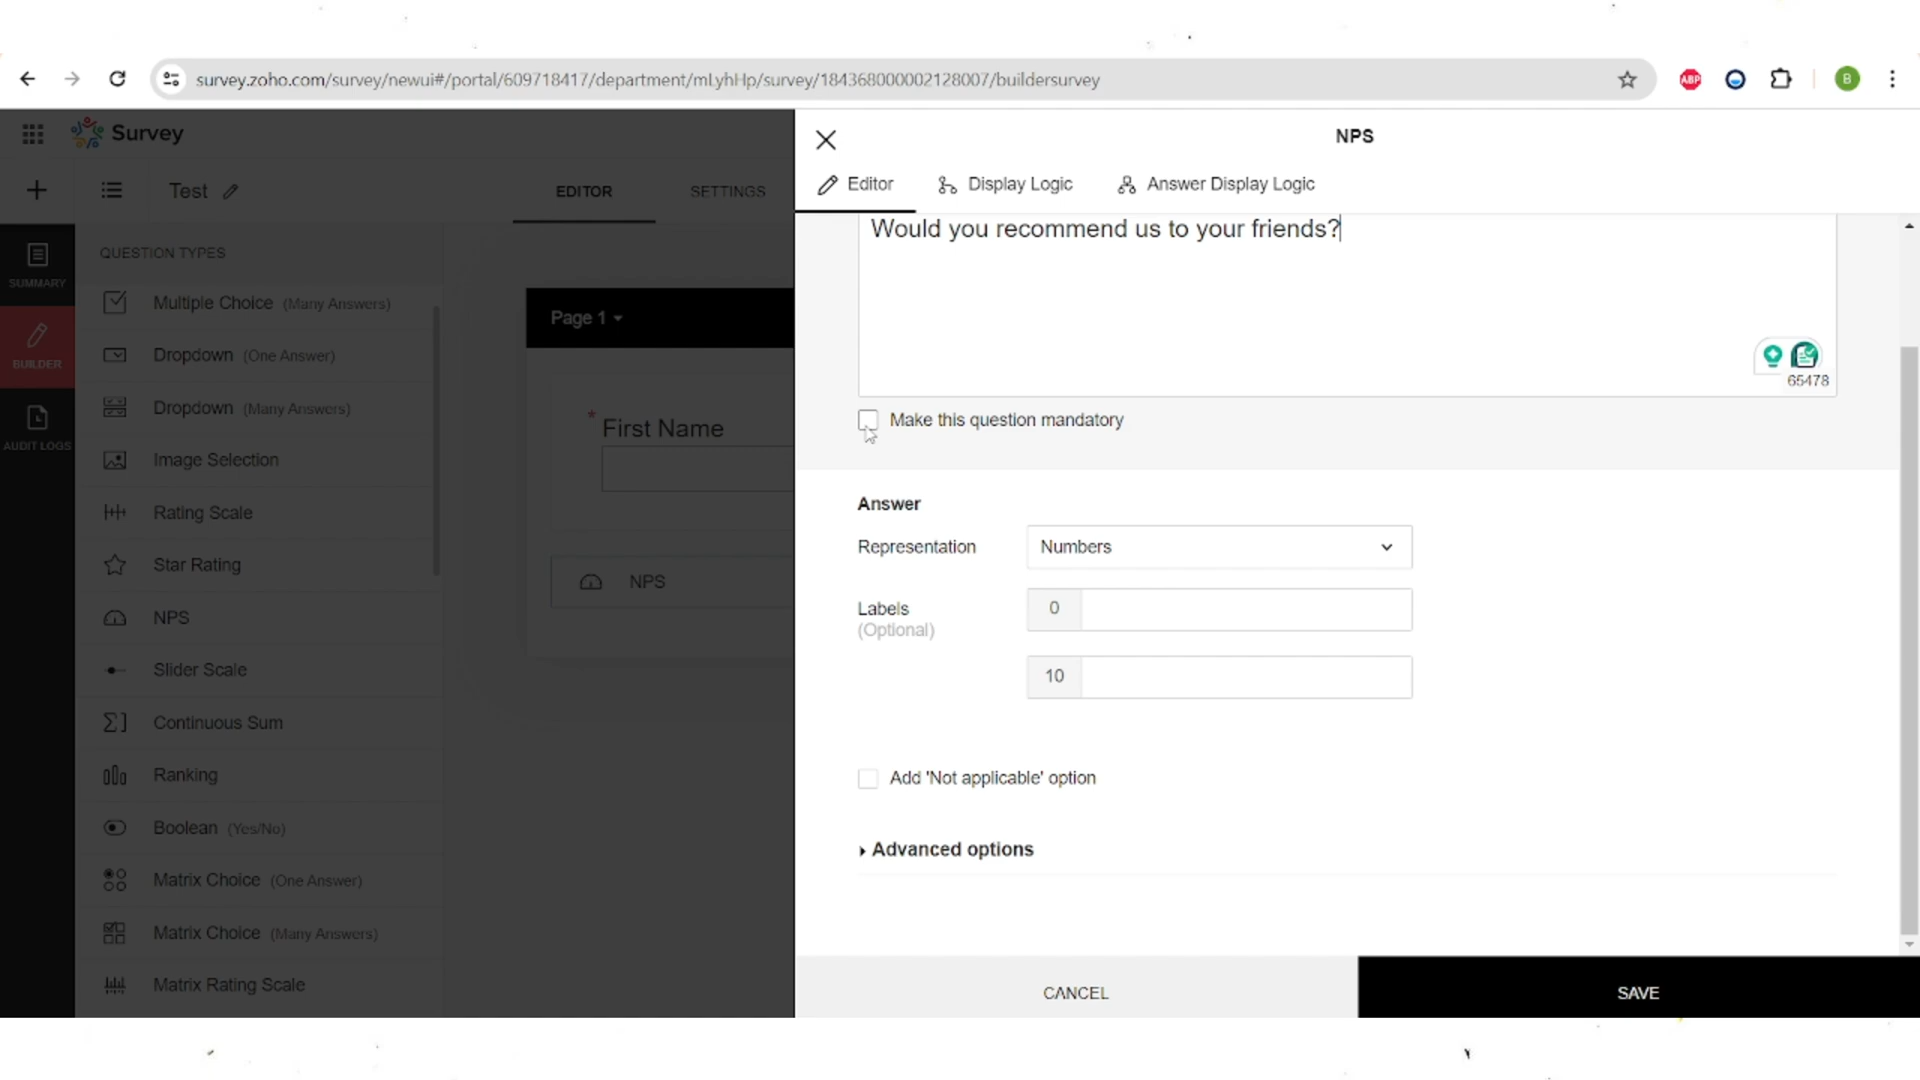 survey.zoho.com/survey/newui#/portal/609718417/department/mLyhHp/survey/184368000002128007/buildersurvey
ABP
B
Survey
NPS
Test
EDITOR
SETTINGS
Editor
Display Logic
Answer Display Logic
Would you recommend us to your friends?
QUESTION TYPES
SUMMARY
Multiple Choice (Many Answers)
Page 1
Dropdown (One Answer)
BUILDER
65478
Dropdown (Many Answers)
* First Name
Make this question mandatory
AUDIT LOGS
Image Selection
Answer
Rating Scale
Representation
Numbers
Star Rating
NPS
Labels
(Optional)
0
NPS
Slider Scale
10
Continuous Sum
Ranking
Add 'Not applicable' option
Boolean (Yes/No)
Advanced options
Matrix Choice (One Answer)
Matrix Choice (Many Answers)
Matrix Rating Scale
CANCEL
SAVE